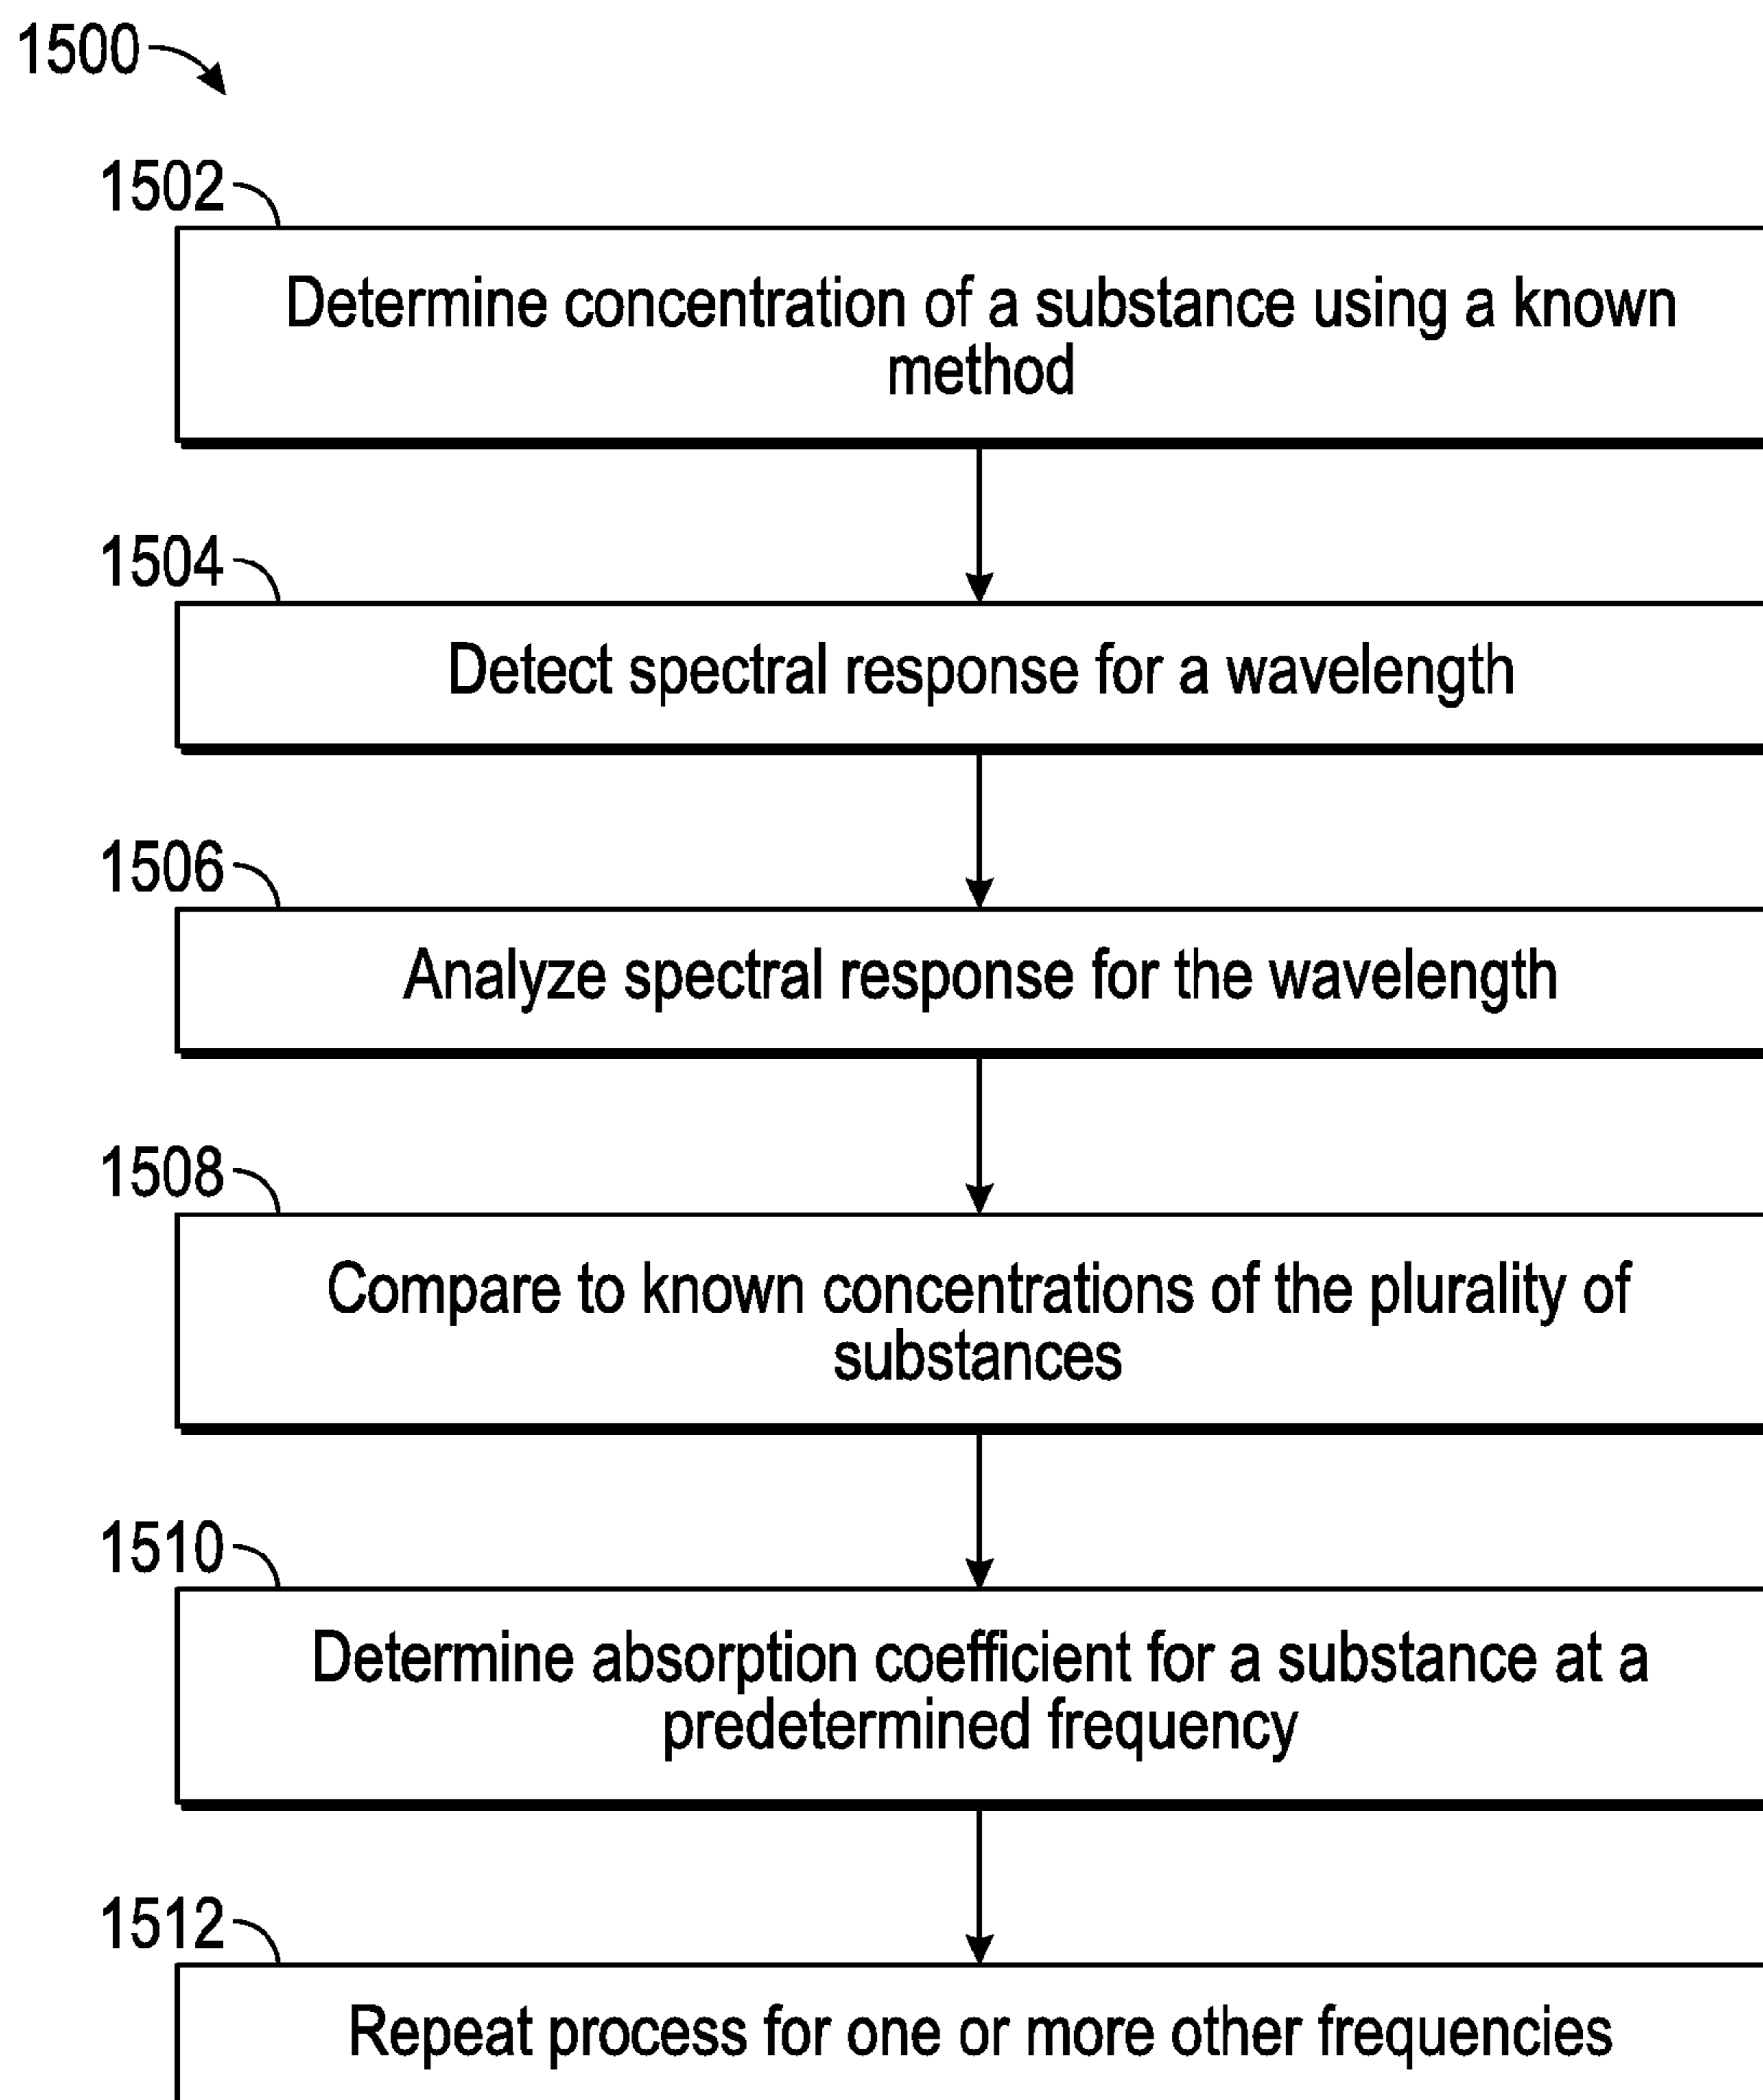 1500
1502
Determine concentration of a substance using a known
method
1504
Detect spectral response for a wavelength
1506
Analyze spectral response for the wavelength
1508
Compare to known concentrations of the plurality of
substances
1510
Determine absorption coefficient for a substance at a
predetermined frequency
1512
Repeat process for one or more other frequencies